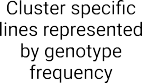 Cluster specific
lines represented
by genotype
frequency